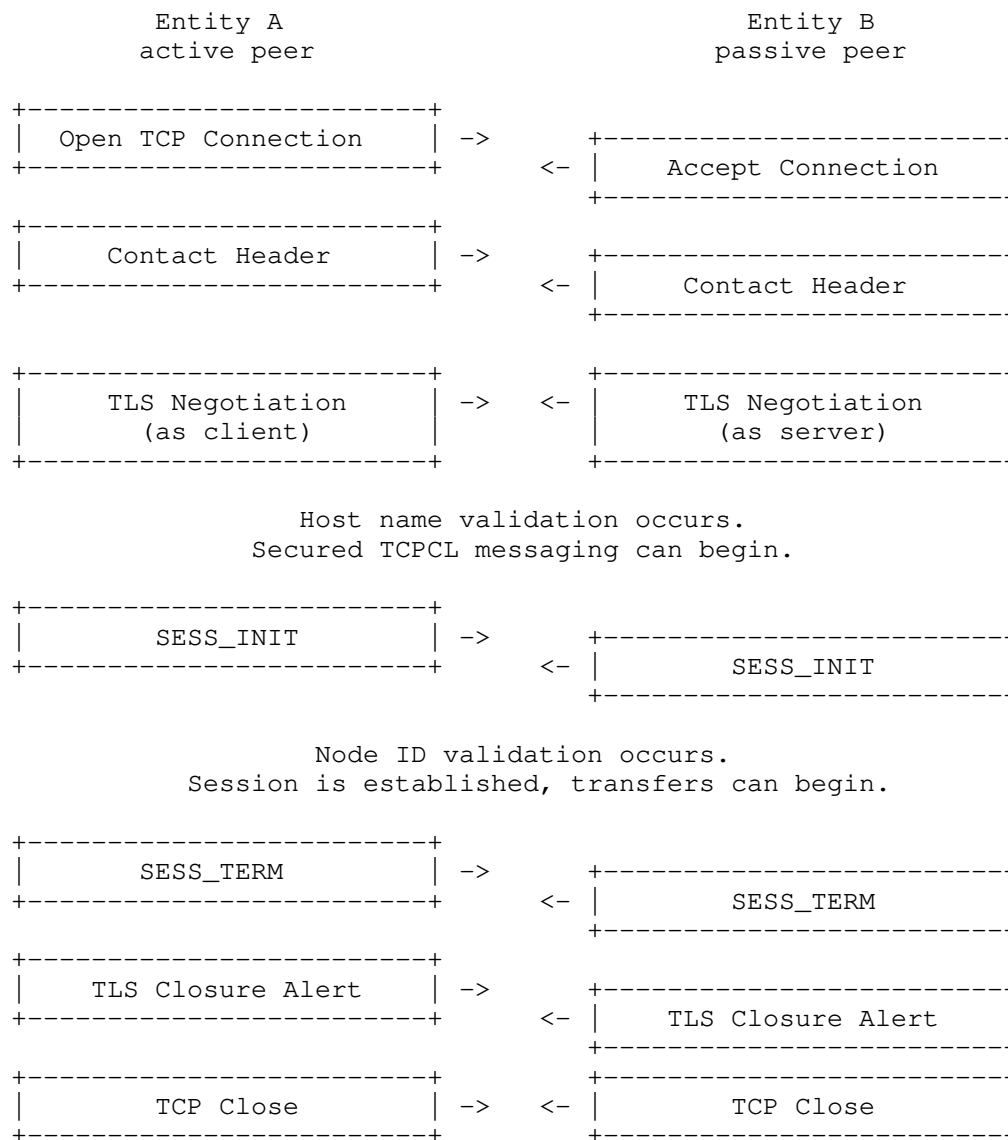 Entity A                              Entity B
active peer                           passive peer
+-------------------------+
|  Open TCP Connection    | ->      +-------------------------
+-------------------------+      <- |    Accept Connection
                                    +-------------------------
+-------------------------+
|     Contact Header      | ->      +-------------------------
+-------------------------+      <- |     Contact Header
                                    +-------------------------
+-------------------------+         +-------------------------
|     TLS Negotiation     | ->   <- |     TLS Negotiation
|       (as client)       |         |       (as server)
+-------------------------+         +-------------------------
Host name validation occurs.
Secured TCPCL messaging can begin.
+-------------------------+
|        SESS_INIT        | ->      +-------------------------
+-------------------------+      <- |        SESS_INIT
                                    +-------------------------
Node ID validation occurs.
Session is established, transfers can begin.
+-------------------------+
|       SESS_TERM         | ->      +-------------------------
+-------------------------+      <- |        SESS_TERM
                                    +-------------------------
+-------------------------+
|    TLS Closure Alert    | ->      +-------------------------
+-------------------------+      <- |    TLS Closure Alert
                                    +-------------------------
+-------------------------+         +-------------------------
|        TCP Close        | ->   <- |        TCP Close
+-------------------------+         +-------------------------